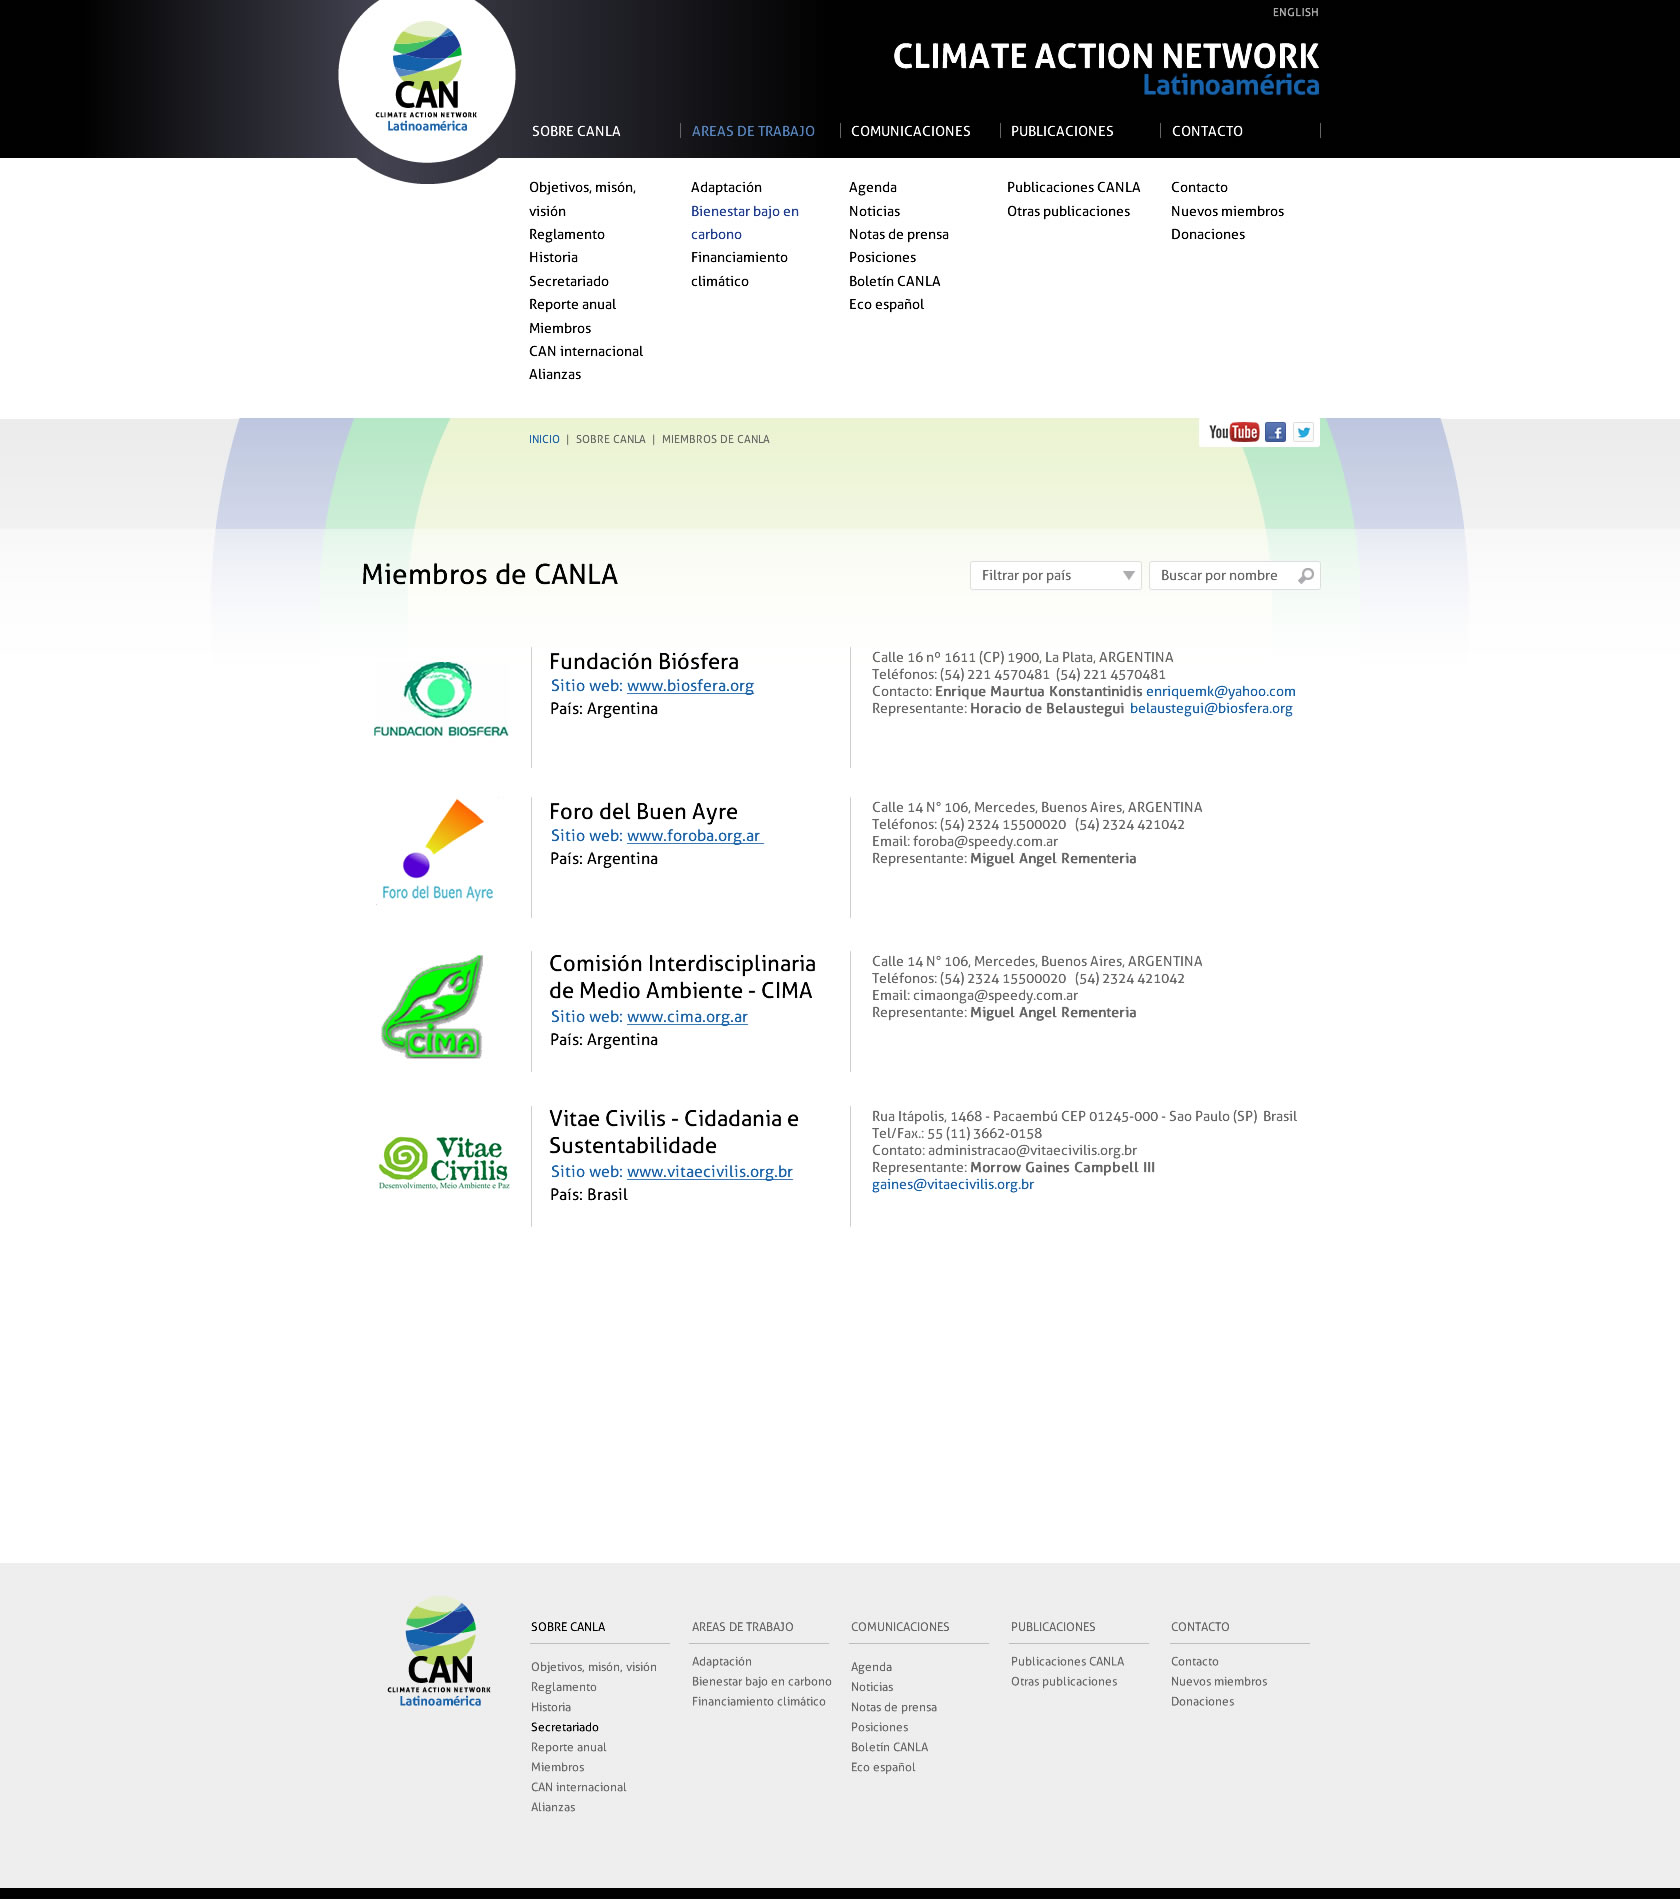 ENGLISH
CLIMATE ACTION NETWORK
Latinoamérica
CAN
CLIMATE ACTION NETWORK
Latinoamérica
SOBRE CANLA
AREAS DE TRABAJO
COMUNICACIONES
PUBLICACIONES
CONTACTO
Objetivos, misón,
visión
Reglamento
Historia
Secretariado
Reporte anual
Miembros
CAN internacional
Alianzas
Adaptación
Bienestar bajo en
carbono
Financiamiento
climático
Agenda
Noticias
Notas de prensa
Posiciones
Boletín CANLA
Eco español
Publicaciones CANLA
Otras publicaciones
Contacto
Nuevos miembros
Donaciones
INICIO | SOBRE CANLA | MIEMBROS DE CANLA
YouTube f
Miembros de CANLA
Filtrar por país
Buscar por nombre
FUNDACION BIOSFERA
Fundación Biósfera
Sitio web: www.biosfera.org
País: Argentina
Calle 16 nº 1611 (CP) 1900, La Plata, ARGENTINA
Teléfonos: (54) 221 4570481 (54) 221 4570481
Contacto: Enrique Maurtua Konstantinidis enriquemk@yahoo.com
Representante: Horacio de Belaustegui belaustegui@biosfera.org
Foro del Buen Ayre
Foro del Buen Ayre
Sitio web: www.foroba.org.ar
País: Argentina
Calle 14 N° 106, Mercedes, Buenos Aires, ARGENTINA
Teléfonos: (54) 2324 15500020 (54) 2324 421042
Email: foroba@speedy.com.ar
Representante: Miguel Angel Rementeria
CIMA
Comisión Interdisciplinaria
de Medio Ambiente - CIMA
Sitio web: www.cima.org.ar
País: Argentina
Calle 14 N° 106, Mercedes, Buenos Aires, ARGENTINA
Teléfonos: (54) 2324 15500020 (54) 2324 421042
Email: cimaonga@speedy.com.ar
Representante: Miguel Angel Rementeria
Vitae
Civilis
Desenvolvimento, Meio Ambiente e Paz
Vitae Civilis - Cidadania e
Sustentabilidade
Sitio web: www.vitaecivilis.org.br
País: Brasil
Rua Itápolis, 1468 - Pacaembú CEP 01245-000 - Sao Paulo (SP) Brasil
Tel/Fax.: 55 (11) 3662-0158
Contato: administracao@vitaecivilis.org.br
Representante: Morrow Gaines Campbell III
gaines@vitaecivilis.org.br
CAN
CLIMATE ACTION NETWORK
Latinoamérica
SOBRE CANLA
Objetivos, misón, visión
Reglamento
Historia
Secretariado
Reporte anual
Miembros
CAN internacional
Alianzas
AREAS DE TRABAJO
Adaptación
Bienestar bajo en carbono
Financiamiento climático
COMUNICACIONES
Agenda
Noticias
Notas de prensa
Posiciones
Boletín CANLA
Eco español
PUBLICACIONES
Publicaciones CANLA
Otras publicaciones
CONTACTO
Contacto
Nuevos miembros
Donaciones